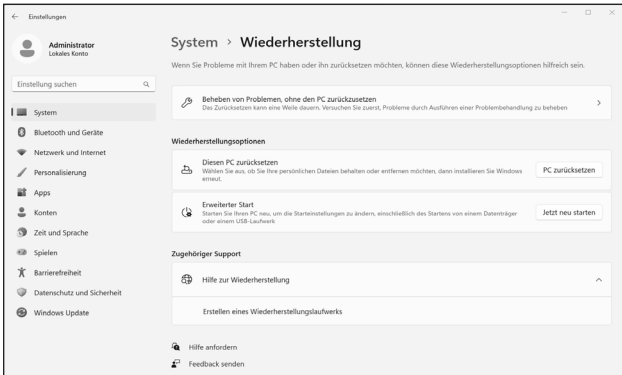 Einstellungen
Administrator
Lokales Konto
Einstellung suchen
System
Bluetooth und Geräte
Netzwerk und Internet
Personalisierung
Apps
Konten
Zeit und Sprache
Spielen
Barrierefreiheit
Datenschutz und Sicherheit
Windows Update
System > Wiederherstellung
Wenn Sie Probleme mit Ihrem PC haben oder ihn zurücksetzen möchten, können diese Wiederherstellungsoptionen hilfreich sein.
Beheben von Problemen, ohne den PC zurückzusetzen
Das Zurücksetzen kann eine Weile dauern. Versuchen Sie zuerst, Probleme durch Ausführen einer Problembehandlung zu beheben
Wiederherstellungsoptionen
Diesen PC zurücksetzen
Wählen Sie aus, ob Sie Ihre persönlichen Dateien behalten oder entfernen möchten, dann installieren Sie Windows
erneut.
PC zurücksetzen
Erweiterter Start
Starten Sie Ihren PC neu, um die Starteinstellungen zu ändern, einschließlich des Startens von einem Datenträger
oder einem USB-Laufwerk
Jetzt neu starten
Zugehöriger Support
Hilfe zur Wiederherstellung
Erstellen eines Wiederherstellungslaufwerks
Hilfe anfordern
Feedback senden